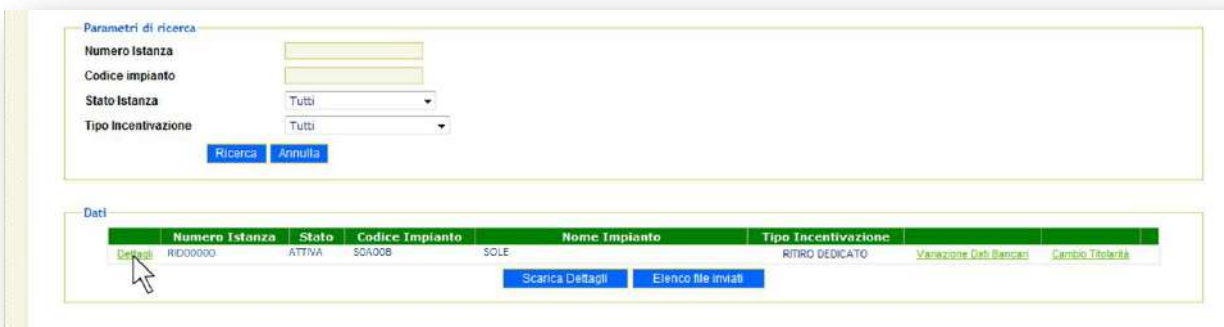 Parametri di ricerca
Numero Istanza
Codice impianto
Stato Istanza Tutti
Tipo Incentivazione Tutti
Ricerca Annulla
Dati
Numero Istanza Stato Codice Impianto Nome Impianto Tipo Incentivazione
Dettagli RID00000 ATTIVA S0A00B SOLE RITIRO DEDICATO Variazione Dati Bancari Cambio Titolarità
Scarica Dettagli Elenco file inviati